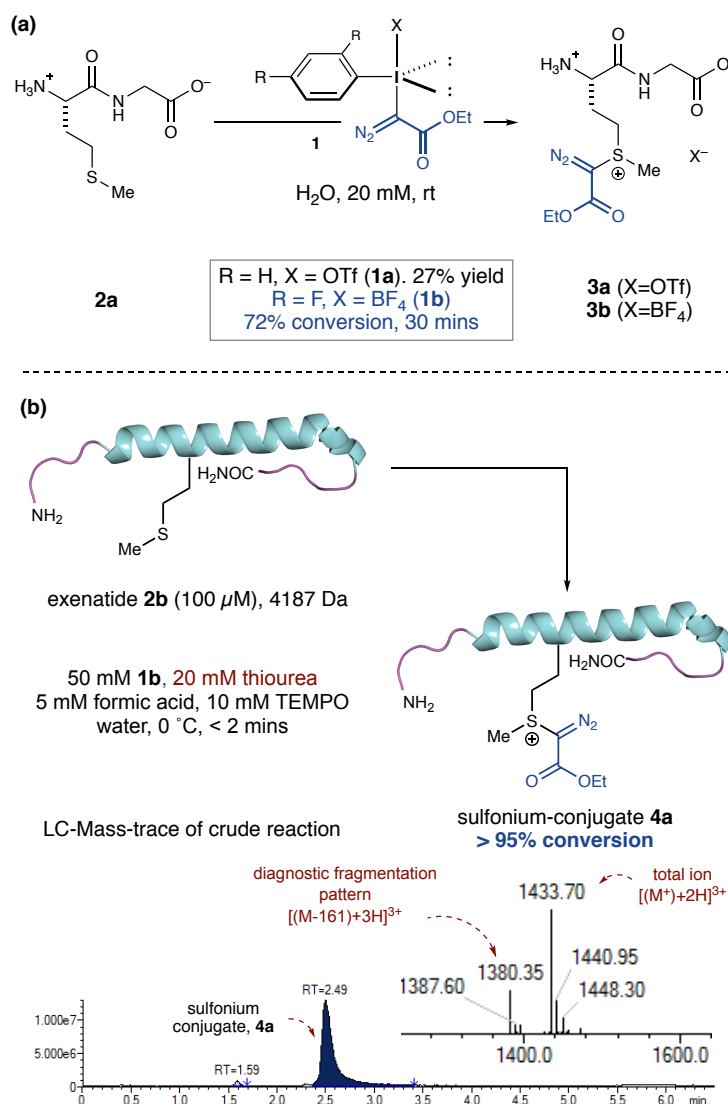 (a)
H₃N⁺
O
N
H
O⁻
O
S
Me
2a
X
R
R
I
:
:
N₂
OEt
O
1
H₂O, 20 mM, rt
R = H, X = OTf (1a). 27% yield
R = F, X = BF₄ (1b)
72% conversion, 30 mins
H₃N⁺
O
N
H
O
N₂
S
⊕
Me
X⁻
EtO
O
3a (X=OTf)
3b (X=BF₄)
(b)
H₂NOC
NH₂
S
Me
exenatide 2b (100 µM), 4187 Da
50 mM 1b, 20 mM thiourea
5 mM formic acid, 10 mM TEMPO
water, 0 ˚C, < 2 mins
H₂NOC
NH₂
Me
S
⊕
N₂
O
OEt
sulfonium-conjugate 4a
> 95% conversion
LC-Mass-trace of crude reaction
diagnostic fragmentation
pattern
[(M-161)+3H]³⁺
total ion
[(M⁺)+2H]³⁺
1433.70
1380.35
1387.60
1440.95
1448.30
1400.0
1600.0
RT=2.49
sulfonium
conjugate, 4a
RT=1.59
1.000e7
5.000e6
0
0 0.5 1.0 1.5 2.0 2.5 3.0 3.5 4.0 4.5 5.0 5.5 6.0 min.